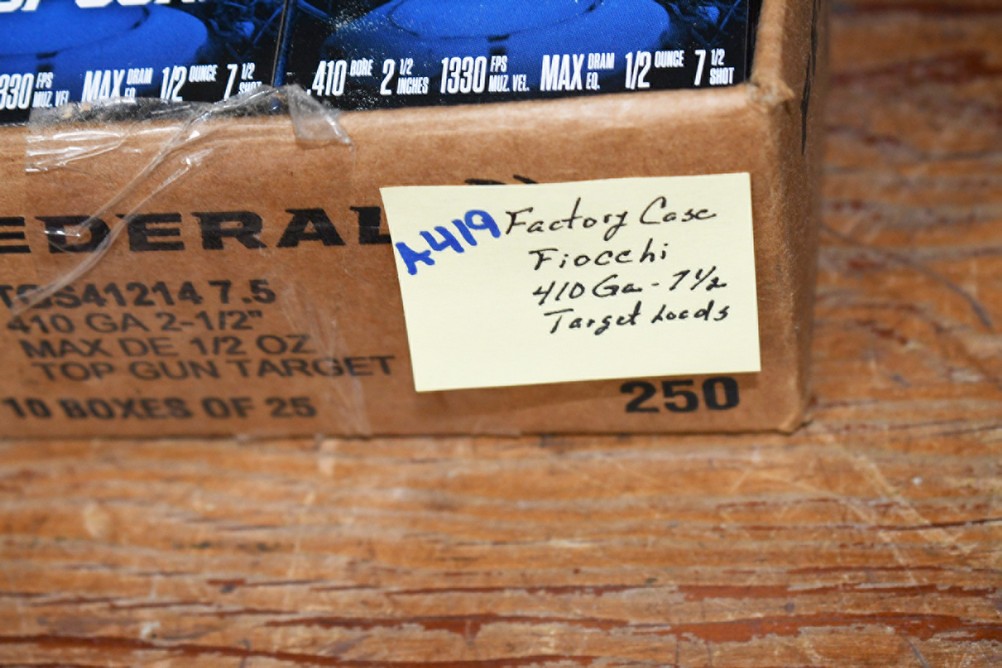 330 FPS MUZ. VEL. MAX DRAM EQ. 1/2 OUNCE 7 1/2 SHOT
.410 BORE 2 1/2 INCHES 1330 FPS MUZ. VEL. MAX DRAM EQ. 1/2 OUNCE 7 1/2 SHOT
EDERAL
41214 7.5
410 GA 2-1/2"
MAX DE 1/2 OZ
TOP GUN TARGET
10 BOXES OF 25
250
A419 Factory Case
Fiocchi
410 Ga - 7 1/2
Target Loads